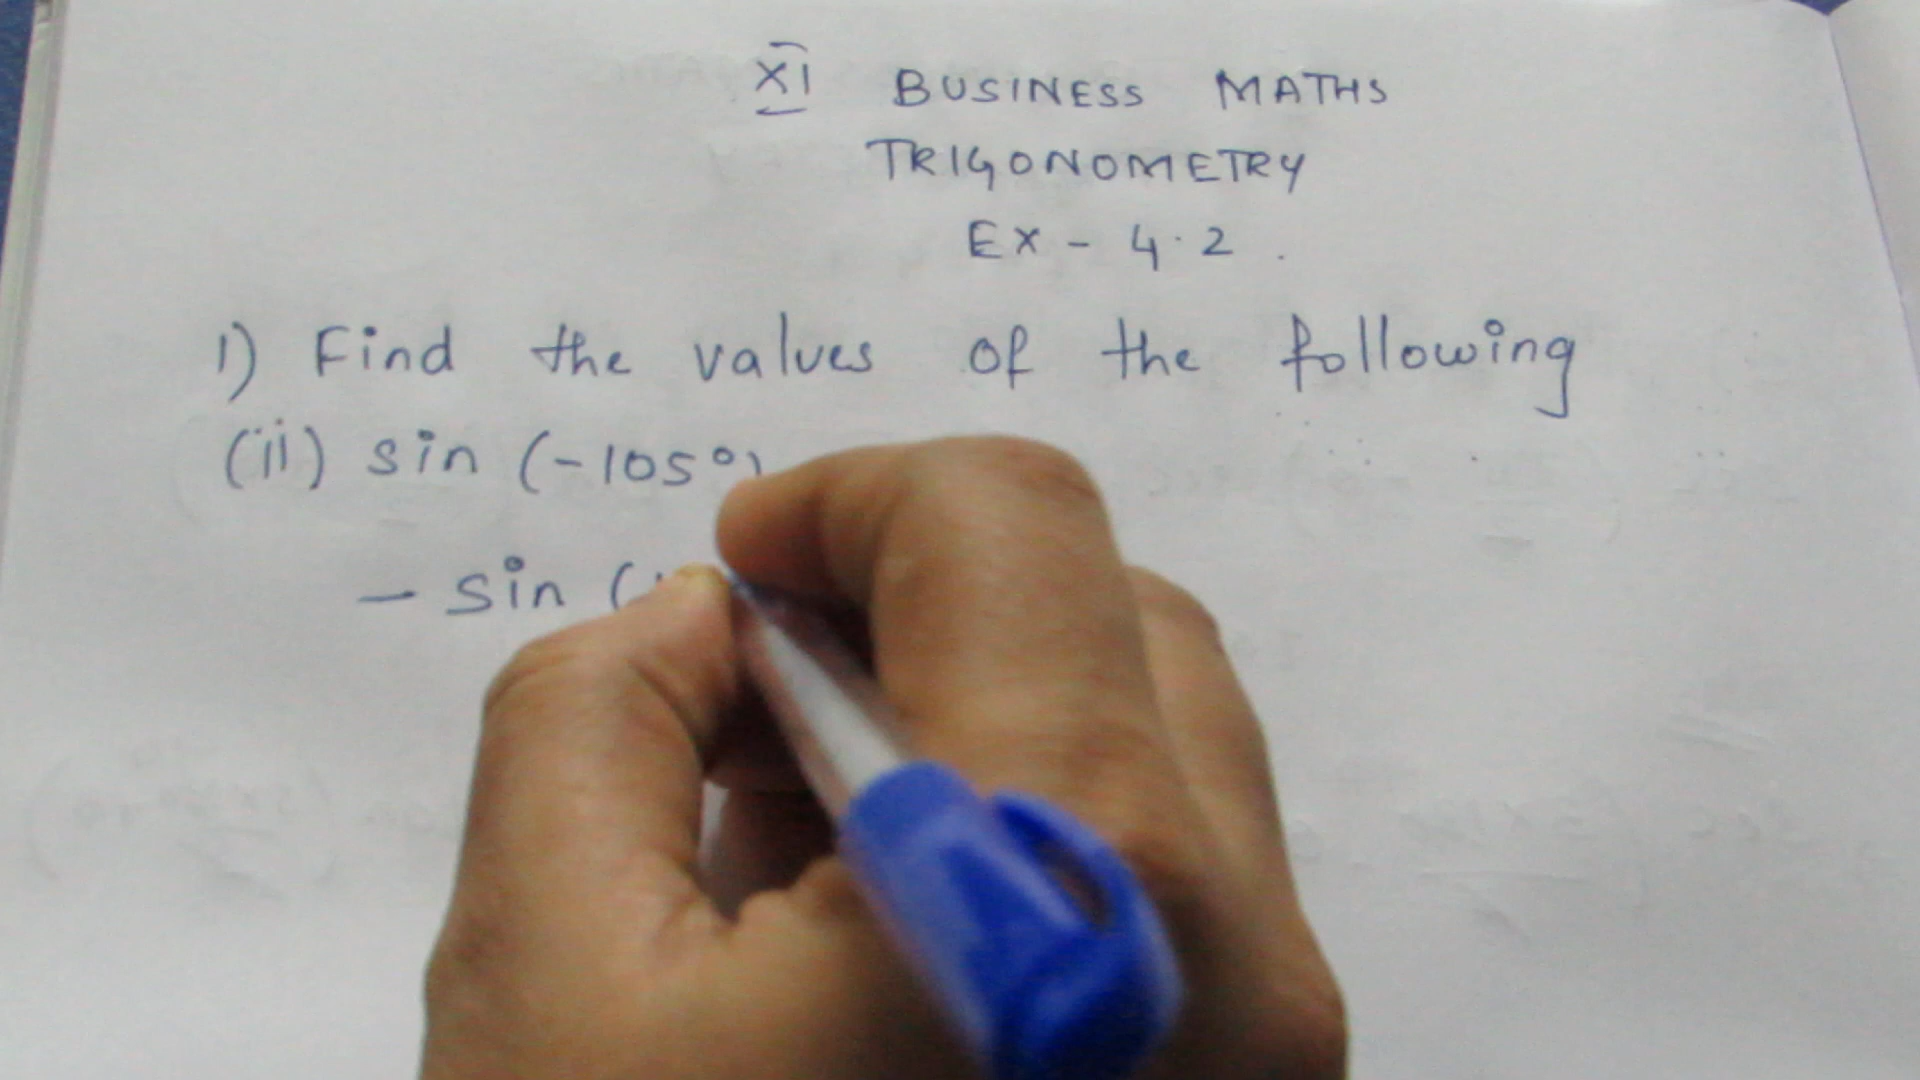 XI BUSINESS MATHS
TRIGONOMETRY
EX - 4.2.
1) Find the values of the following
(ii) sin (-105°)
- sin (